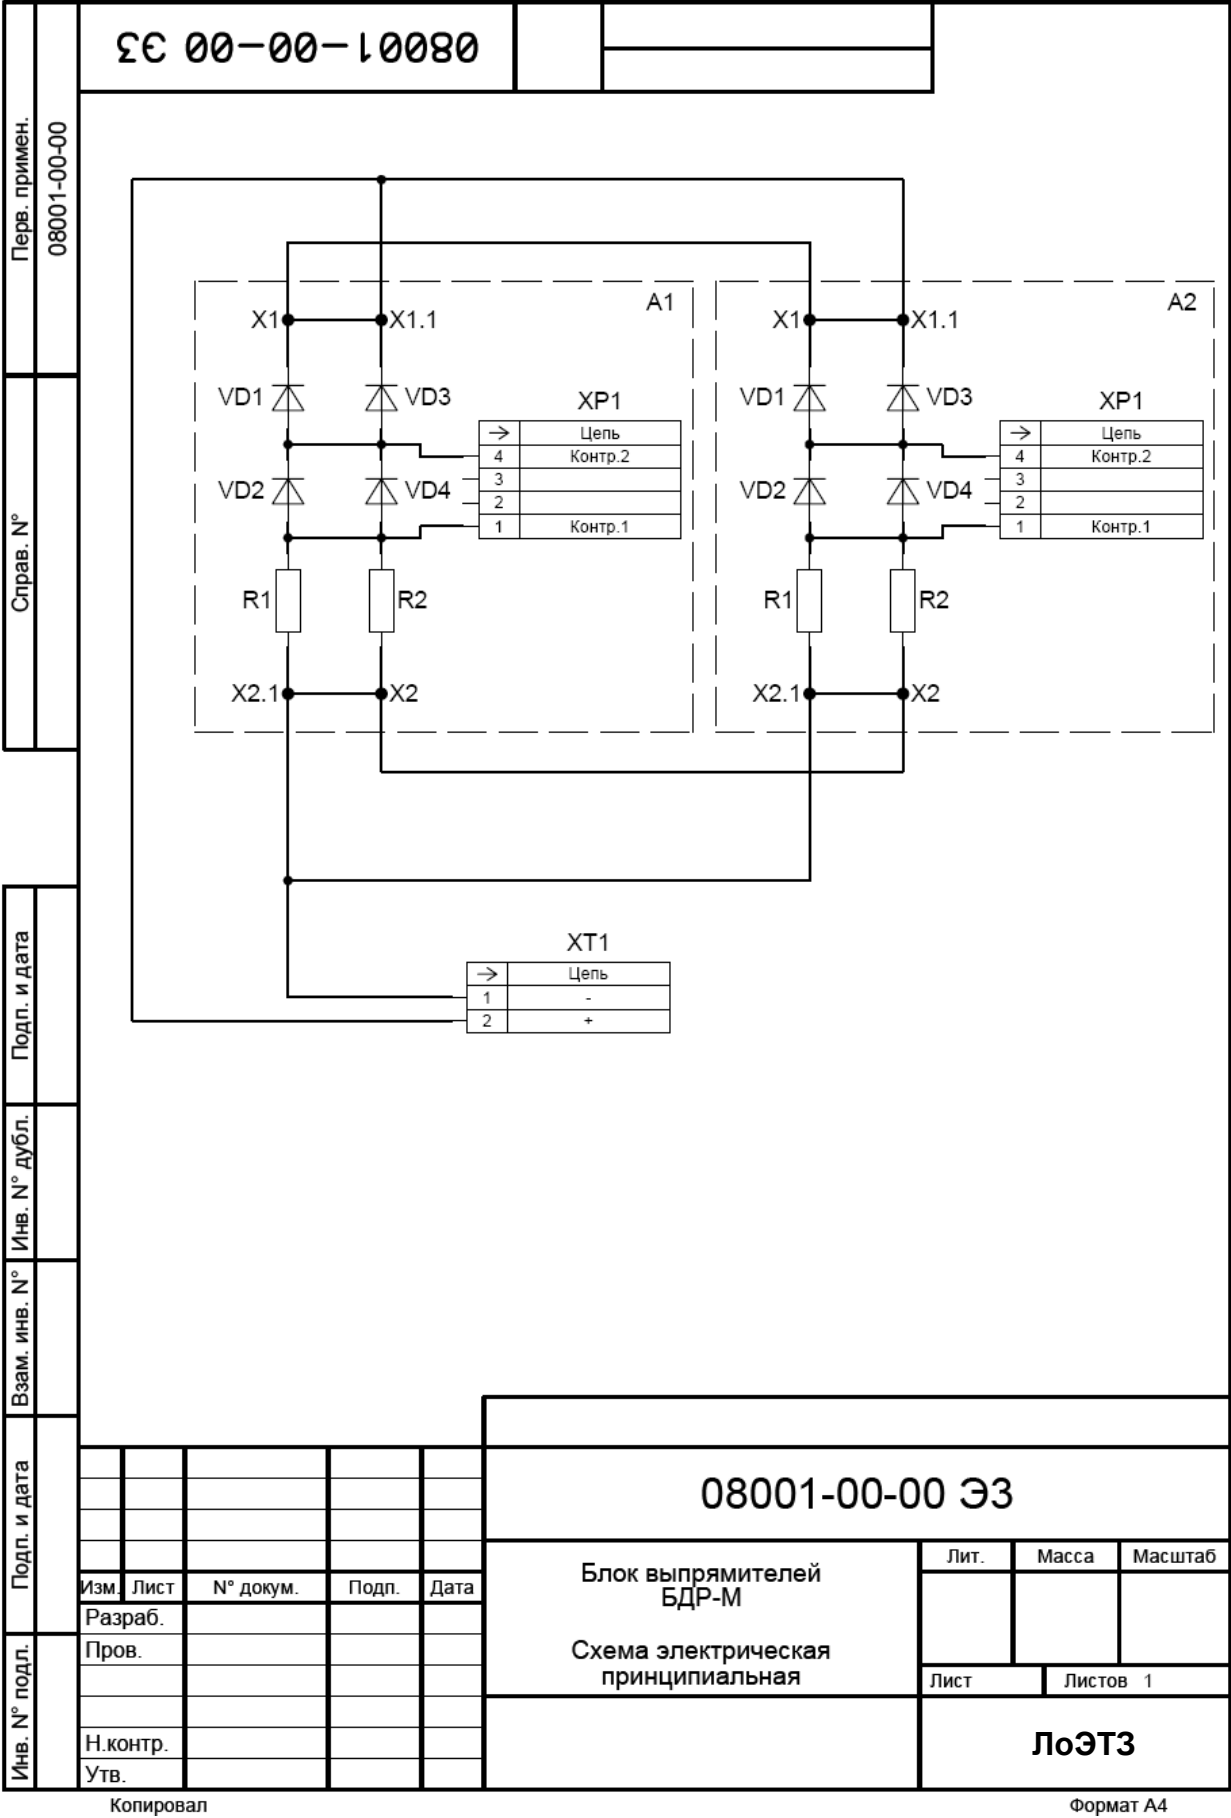 08001-00-00 Э3
Перв. примен.
08001-00-00
Справ. N°
Подп. и дата
Инв. N° дубл.
Взам. инв. N°
Подп. и дата
Инв. N° подл.
A1
X1
X1.1
VD1
VD3
VD2
VD4
XP1
Цепь
4 Контр.2
3
2
1 Контр.1
R1
R2
X2.1
X2
A2
X1
X1.1
VD1
VD3
VD2
VD4
XP1
Цепь
4 Контр.2
3
2
1 Контр.1
R1
R2
X2.1
X2
XT1
Цепь
1 -
2 +
08001-00-00 Э3
Блок выпрямителей
БДР-М
Схема электрическая
принципиальная
Лит. Масса Масштаб
Лист Листов 1
ЛоЭТЗ
Изм. Лист N° докум. Подп. Дата
Разраб.
Пров.
Н.контр.
Утв.
Копировал
Формат А4